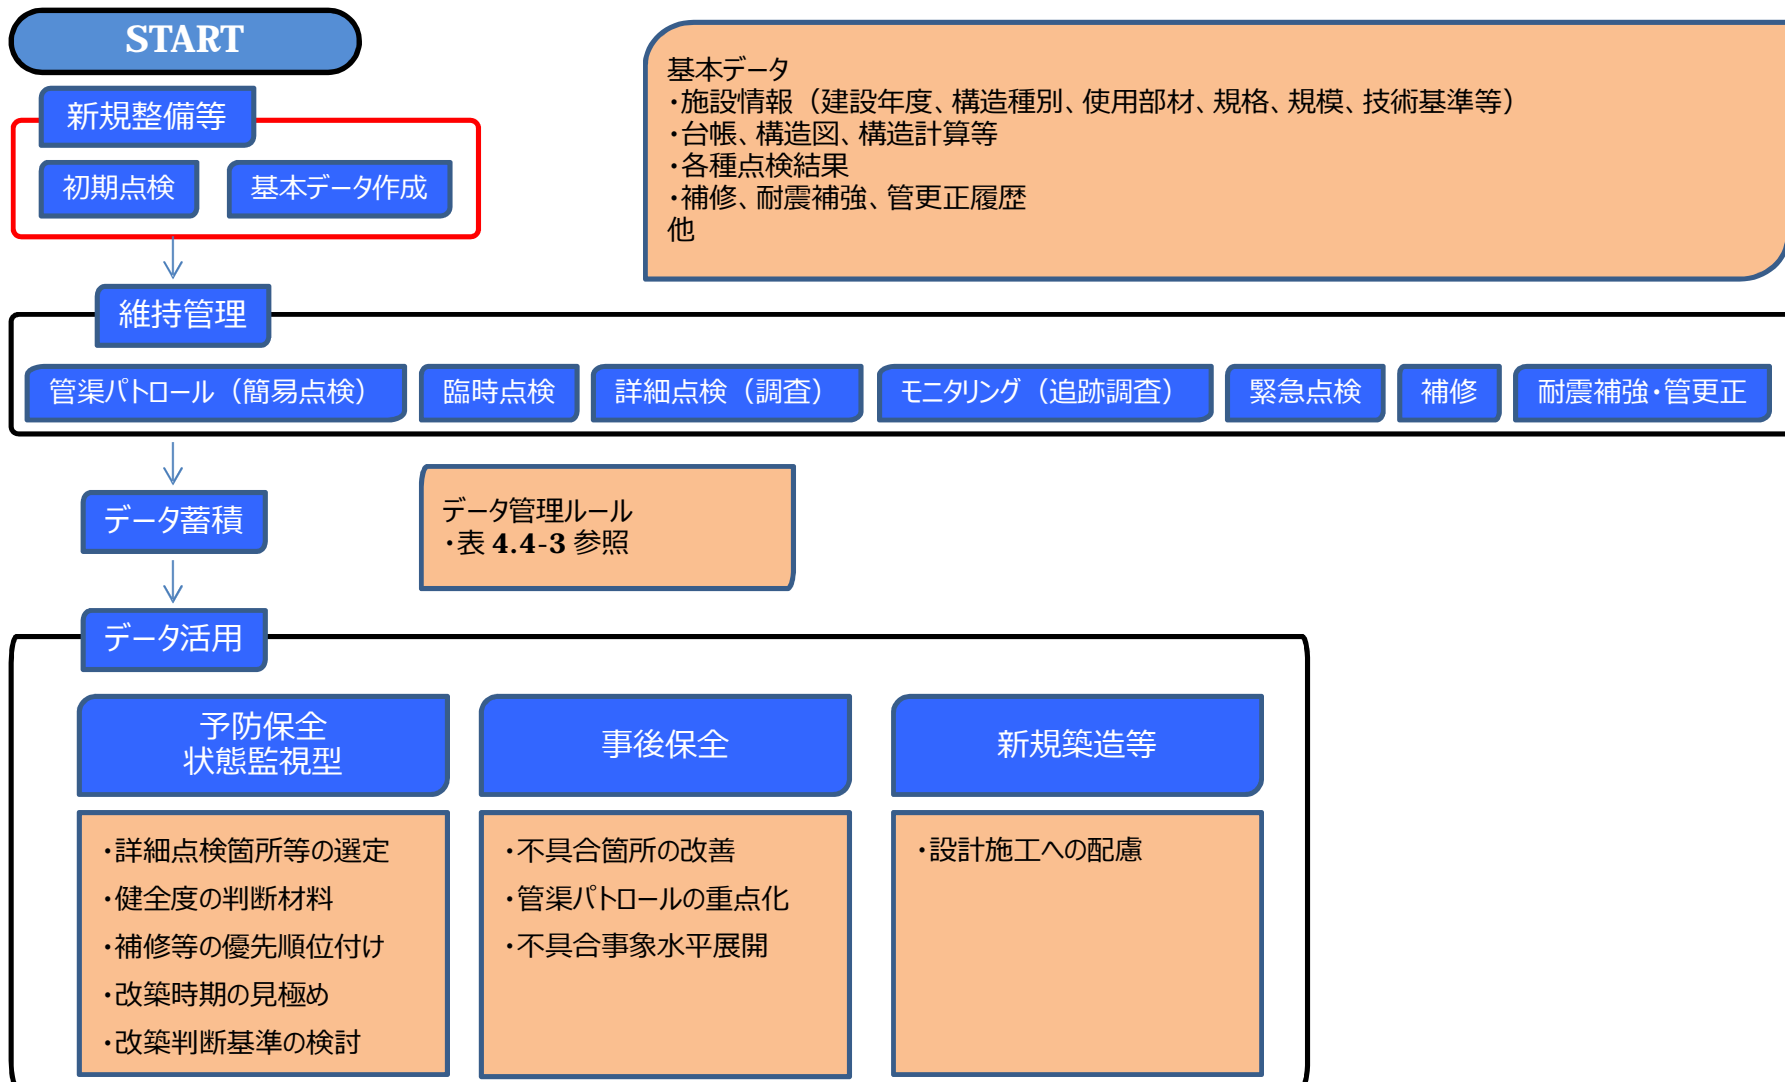 START
新規整備等
初期点検
基本データ作成
基本データ
・施設情報（建設年度、構造種別、使用部材、規格、規模、技術基準等）
・台帳、構造図、構造計算等
・各種点検結果
・補修、耐震補強、管更正履歴
他
維持管理
管渠パトロール（簡易点検）
臨時点検
詳細点検（調査）
モニタリング（追跡調査）
緊急点検
補修
耐震補強・管更正
データ蓄積
データ管理ルール
・表 4.4-3 参照
データ活用
予防保全
状態監視型
・詳細点検箇所等の選定
・健全度の判断材料
・補修等の優先順位付け
・改築時期の見極め
・改築判断基準の検討
事後保全
・不具合箇所の改善
・管渠パトロールの重点化
・不具合事象水平展開
新規築造等
・設計施工への配慮